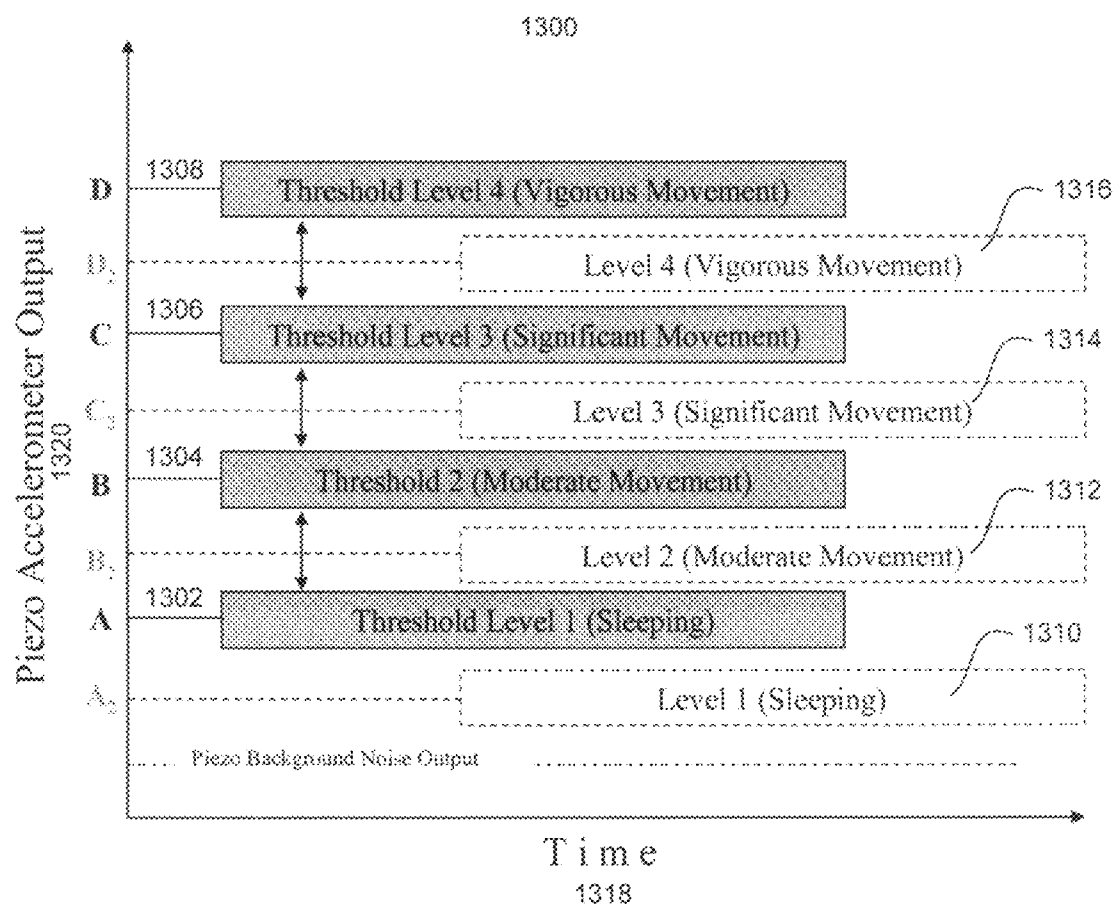 1300
1308
D Threshold Level 4 (Vigorous Movement)
1316
Level 4 (Vigorous Movement)
1306
C Threshold Level 3 (Significant Movement)
1314
Level 3 (Significant Movement)
1304
B Threshold 2 (Moderate Movement)
1312
Level 2 (Moderate Movement)
1302
A Threshold Level 1 (Sleeping)
1310
Level 1 (Sleeping)
Piezo Background Noise Output
Piezo Accelerometer Output
1320
Time
1318